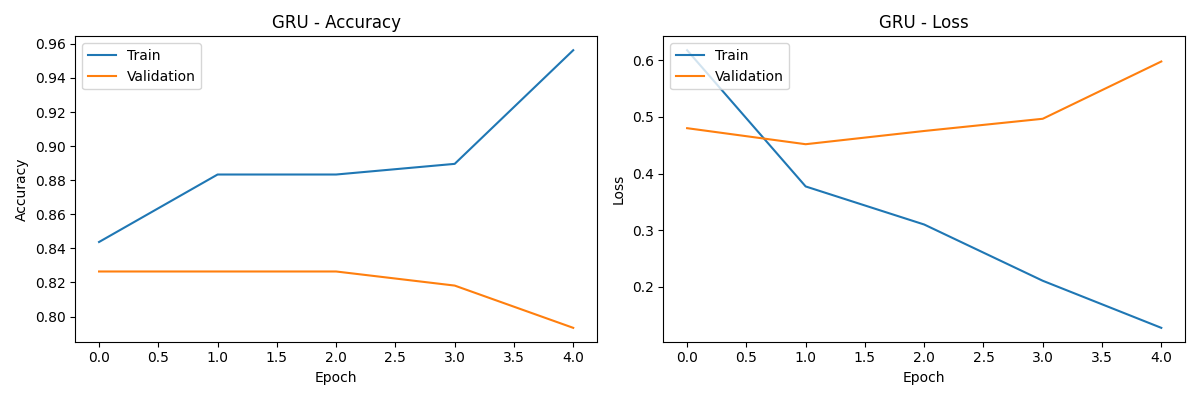 GRU - Accuracy
Train
Validation
0.96
0.94
0.92
0.90
0.88
0.86
0.84
0.82
0.80
Accuracy
0.0 0.5 1.0 1.5 2.0 2.5 3.0 3.5 4.0
Epoch
GRU - Loss
Train
Validation
0.6
0.5
0.4
0.3
0.2
Loss
0.0 0.5 1.0 1.5 2.0 2.5 3.0 3.5 4.0
Epoch